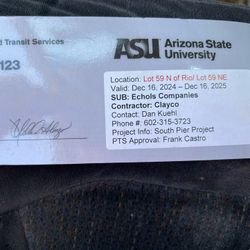 d Transit Services
123
ASU Arizona State
University
Location: Lot 59 N of Rio/ Lot 59 NE
Valid: Dec 16, 2024 – Dec 16, 2025
SUB: Echols Companies
Contractor: Clayco
Contact: Dan Kuehl
Phone #: 602-315-3723
Project Info: South Pier Project
PTS Approval: Frank Castro